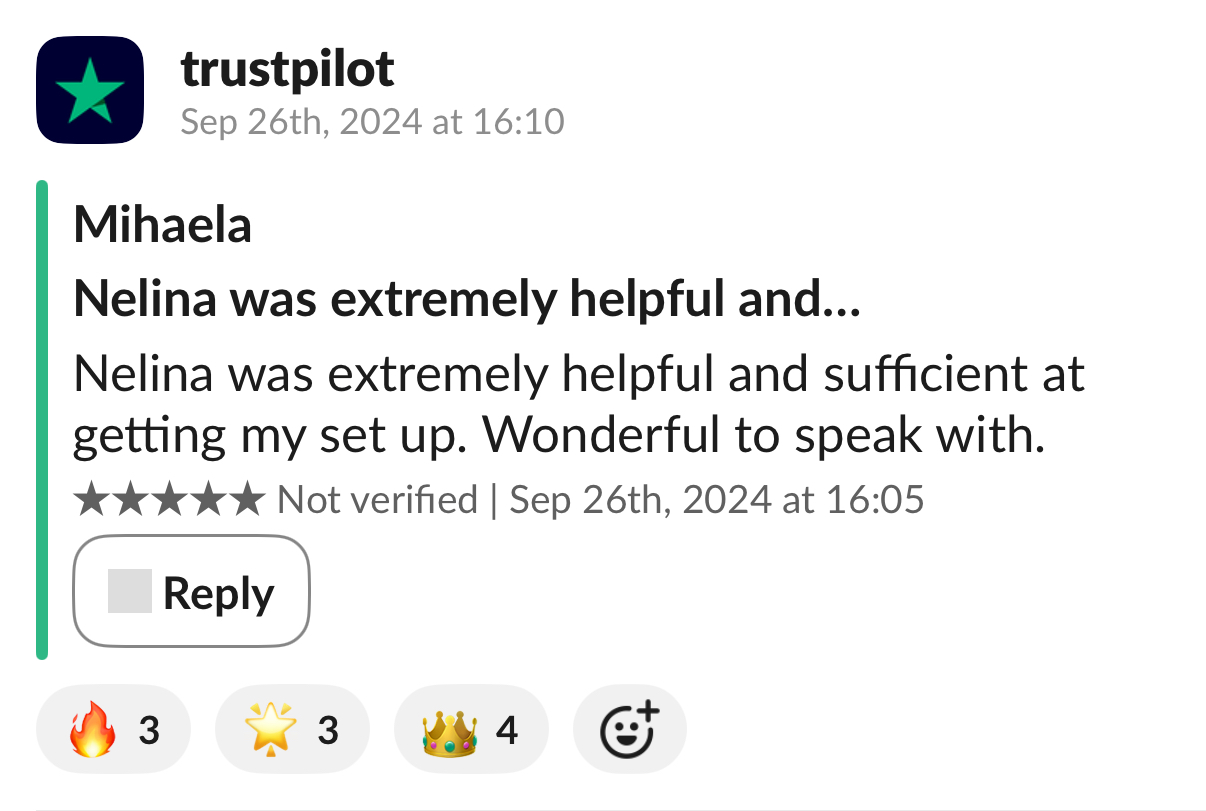 trustpilot
Sep 26th, 2024 at 16:10
Mihaela
Nelina was extremely helpful and...
Nelina was extremely helpful and sufficient at
getting my set up. Wonderful to speak with.
★★★★★ Not verified | Sep 26th, 2024 at 16:05
Reply
3 3 4